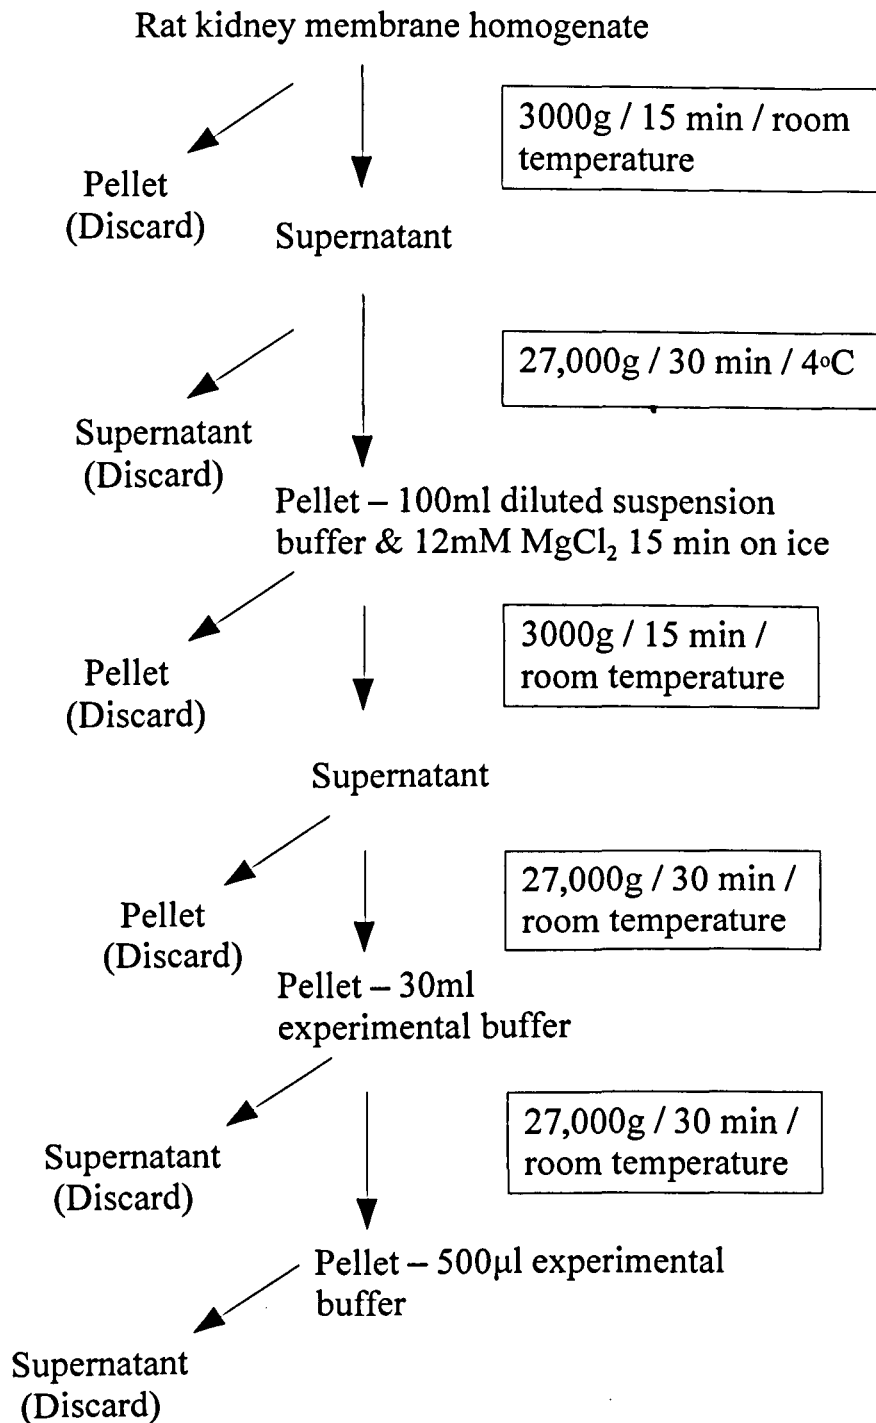 Rat kidney membrane homogenate
3000g / 15 min / room
temperature
Pellet
(Discard)
Supernatant
27,000g / 30 min / 4ºC
Supernatant
(Discard)
Pellet – 100ml diluted suspension
buffer & 12mM MgCl₂ 15 min on ice
3000g / 15 min /
room temperature
Pellet
(Discard)
Supernatant
27,000g / 30 min /
room temperature
Pellet
(Discard)
Pellet – 30ml
experimental buffer
27,000g / 30 min /
room temperature
Supernatant
(Discard)
Pellet – 500µl experimental
buffer
Supernatant
(Discard)